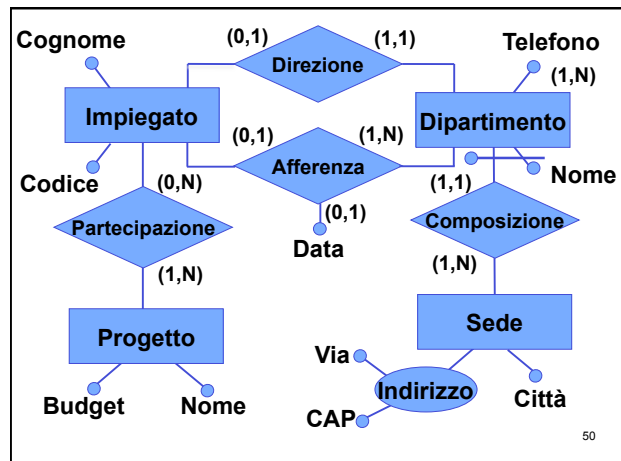 Cognome
(0,1)
(1,1)
Telefono
Direzione
(1,N)
Impiegato
(0,1)
(1,N)
Dipartimento
Afferenza
Codice
(0,N)
(1,1)
Nome
(0,1)
Partecipazione
Composizione
Data
(1,N)
(1,N)
Progetto
Sede
Via
Indirizzo
Città
Budget
Nome
CAP
50